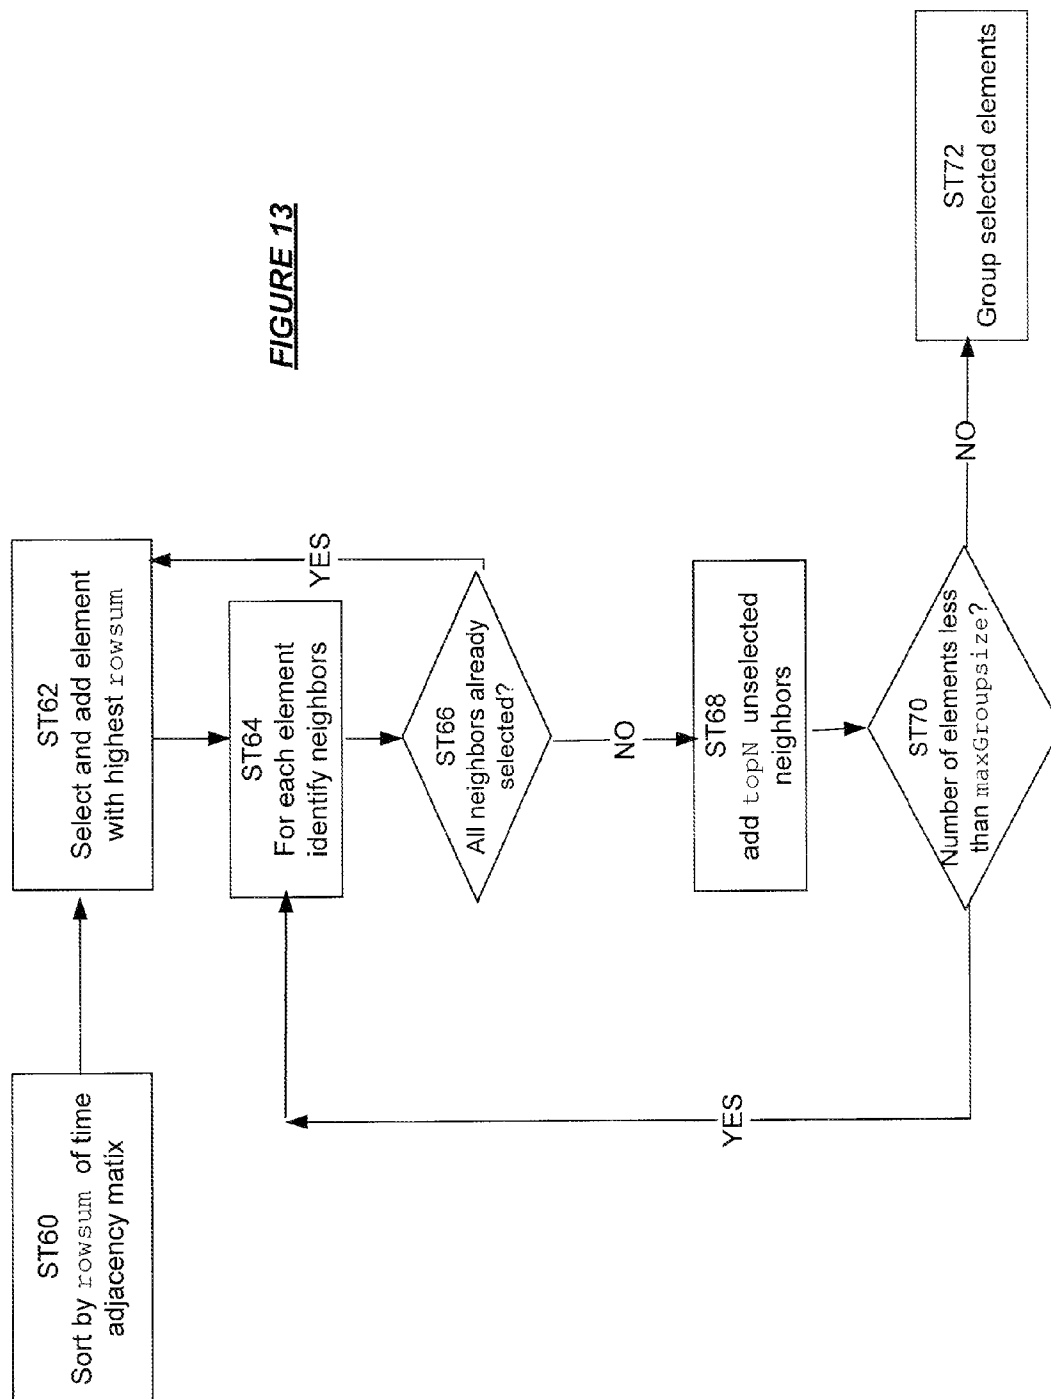 FIGURE 13
ST60
Sort by rowsum of time
adjacency matix
ST62
Select and add element
with highest rowsum
ST64
For each element
identify neighbors
ST66
All neighbors already
selected?
YES
NO
ST68
add topN unselected
neighbors
ST70
Number of elements less
than maxGroupsize?
YES
NO
ST72
Group selected elements